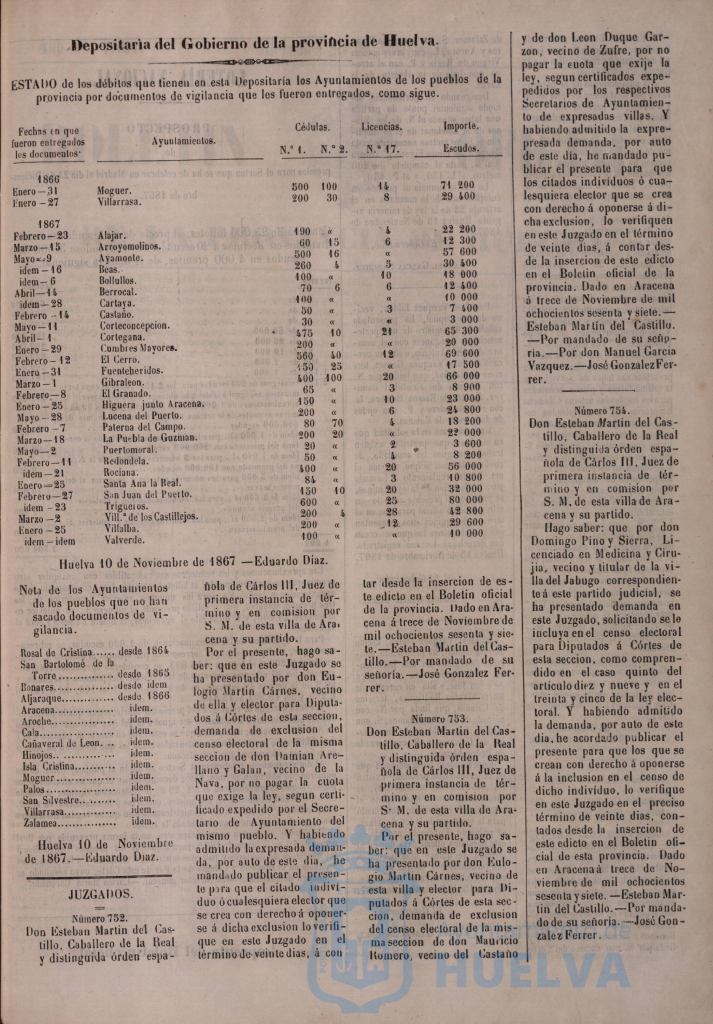 Depositaria del Gobierno de la provincia de Huelva.
ESTADO de los débitos que tienen en esta Depositaría los Ayuntamientos de los pueblos de la
provincia por documentos de vigilancia que les fueron entregados, como sigue.
Fechas en que fueron entregados los documentos. Ayuntamientos. Cédulas. Licencias. Importe.
N.° 1. N.° 2. N.° 17. Escudos.
1866
Enero—31 Moguer. 500 100 14 71 200
Enero—27 Villarrasa. 200 30 8 29 400
1867
Febrero—23 Alajar. 190 « 4 22 200
Marzo—15 Arroyomolinos. 60 15 6 12 300
Mayo—9 Ayamonte. 500 16 « 57 600
idem—16 Beas. 260 4 5 30 400
idem—6 Bollullos. 100 « 10 18 000
Abril—14 Berrocal. 70 6 6 12 400
idem—28 Cartaya. 100 « « 10 000
Febrero—14 Castaño. 50 « 3 7 400
Mayo—11 Corteconcepcion. 30 « « 3 000
Abril—1 Cortegana. 475 10 21 65 300
Enero—29 Cumbres Mayores. 200 « « 20 000
Febrero—12 El Cerro. 560 40 12 69 600
Enero—31 Fuenteheridos. 150 25 « 17 500
Marzo—1 Gibraleon. 400 100 20 66 000
Febrero—8 El Granado. 65 « 3 8 900
Enero—25 Higuera junto Aracena. 150 « 10 23 000
Mayo—28 Lucena del Puerto. 200 « 6 24 800
Febrero—7 Paterna del Campo. 80 70 4 18 200
Marzo—18 La Puebla de Guzman. 200 20 « 22 000
Mayo—2 Puertomoral. 20 « 2 3 600
Febrero—11 Redondela. 50 « 4 8 200
idem—21 Rociana. 400 « 20 56 000
Enero—25 Santa Ana la Real. 84 « 3 10 800
Febrero—27 San Juan del Puerto. 150 10 20 32 000
idem—23 Trigueros. 600 « 25 80 000
Marzo—2 Vill.ª de los Castillejos. 200 4 28 42 800
Enero—25 Villalba. 200 « 12 29 600
idem—idem Valverde. 100 « « 10 000
Huelva 10 de Noviembre de 1867—Eduardo Diaz.
Nota de los Ayuntamientos
de los pueblos que no han
sacado documentos de vi-
gilancia.
Rosal de Cristina..... desde 1864
San Bartolomé de la
Torre.............. desde 1865
Bonares............... desde idem
Aljaraque............. desde 1866
Aracena............... idem.
Aroche................ idem.
Cala.................. idem.
Cañaveral de Leon. .. idem.
Hinojos............... idem.
Isla Cristina......... idem.
Moguer................ idem.
Palos................. idem.
San Silvestre......... idem.
Villarrasa............ idem.
Zalamea............... idem.
Huelva 10 de Noviembre
de 1867.—Eduardo Diaz.
JUZGADOS.
Número 752.
Don Esteban Martin del Cas-
tillo, Caballero de la Real
y distinguida órden espa-
ñola de Cárlos III, Juez de
primera instancia de tér-
mino y en comision por
S. M. de esta villa de Ara-
cena y su partido.
Por el presente, hago sa-
ber: que en este Juzgado se
ha presentado por don Eu-
logio Martin Cárnes, vecino
de ella y elector para Diputa-
dos á Córtes de esta seccion,
demanda de exclusion del
censo electoral de la misma
seccion de don Damian Are-
llano y Galan, vecino de la
Nava, por no pagar la cuota
que exige la ley, segun certi-
ficado expedido por el Secre-
tario de Ayuntamiento del
mismo pueblo. Y habiendo
admitido la expresada deman-
da, por auto de este dia, he
mandado publicar el presen-
te para que el citado indivi-
duo ó cualesquiera elector que
se crea con derecho á oponer-
se á dicha exclusion lo verifi-
que en este Juzgado en el
término de veinte dias, á con
tar desde la insercion de es-
te edicto en el Boletin oficial
de la provincia. Dado en Ara-
cena á trece de Noviembre de
mil ochocientos sesenta y sie-
te.—Esteban Martin del Cas-
tillo.—Por mandado de su
señoria.—José Gonzalez Fer-
rer.
Número 753.
Don Esteban Martin del Cas-
tillo, Caballero de la Real
y distinguida órden espa-
ñola de Cárlos III, Juez de
primera instancia de tér-
mino y en comision por
S. M. de esta villa de Ara-
cena y su partido.
Por el presente, hago sa-
ber: que en este Juzgado se
ha presentado por don Eulo-
gio Martin Cárnes, vecino de
esta villa y elector para Di-
putados á Córtes de esta sec-
cion, demanda de exclusion
del censo electoral de la mis-
ma seccion de don Mauricio
Romero, vecino del Castaño
y de don Leon Duque Gar-
zon, vecino de Zufre, por no
pagar la cuota que exije la
ley, segun certificados expe-
pedidos por los respectivos
Secretarios de Ayuntamien-
to de expresadas villas. Y
habiendo admitido la expre-
presada demanda, por auto
de este dia, he mandado pu-
blicar el presente para que
los citados indivíduos ó cua-
lesquiera elector que se crea
con derecho á oponerse á di-
cha exclusion, lo verifiquen
en este Juzgado en el término
de veinte dias, á contar des-
de la insercion de este edicto
en el Boletin oficial de la
provincia. Dado en Aracena
á trece de Noviembre de mil
ochocientos sesenta y siete.—
Esteban Martin del Castillo.
—Por mandado de su seño-
ria.—Por don Manuel Garcia
Vazquez.—José Gonzalez Fer-
rer.
Número 754.
Don Esteban Martin del Cas-
tillo, Caballero de la Real
y distinguida órden espa-
ñola de Cárlos III, Juez de
primera instancia de tér-
mino y en comision por
S. M. de esta villa de Ara-
cena y su partido.
Hago saber: que por don
Domingo Pino y Sierra, Li-
cenciado en Medicina y Ciru-
jia, vecino y titular de la vi-
lla del Jabugo correspondien-
te á este partido judicial, se
ha presentado demanda en
este Juzgado, solicitando se le
incluya en el censo electoral
para Diputados á Córtes de
esta seccion, como compren-
dido en el caso quinto del
artículo diez y nueve y en el
treinta y cinco de la ley elec-
toral. Y habiendo admitido
la demanda, por auto de este
dia, he acordado publicar el
presente para que los que se
crean con derecho á oponerse
á la inclusion en el censo de
dicho indivíduo, lo verifique
en este Juzgado en el preciso
término de veinte dias, con-
tados desde la insercion de
este edicto en el Boletin ofi-
cial de esta provincia. Dado
en Aracena á trece de No-
viembre de mil ochocientos
sesenta y siete.—Esteban Mar-
tin del Castillo.—Por manda-
do de su señoria.—José Gon-
zalez Ferrer.
HUELVA